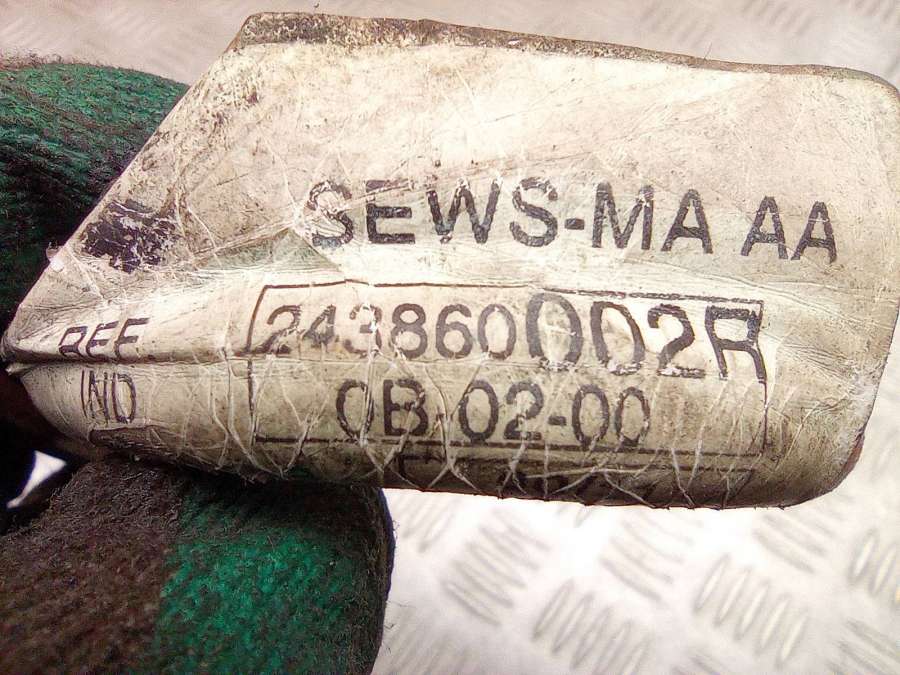 SEWS-MA AA
REF. 243860002R
IND 0B-02-00